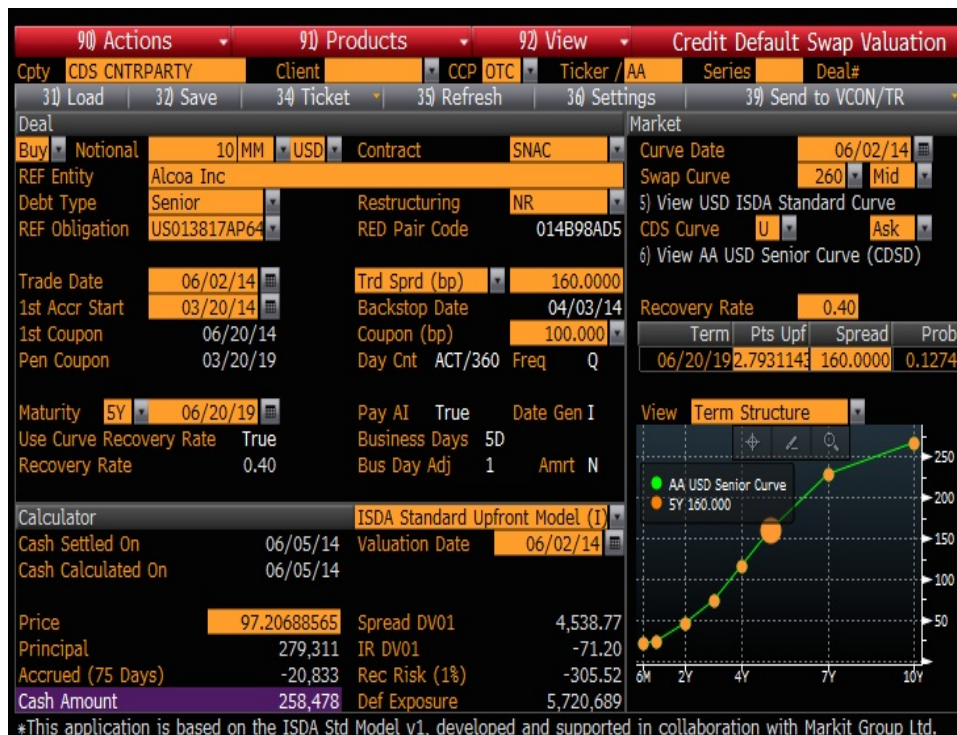 90) Actions 91) Products 92) View Credit Default Swap Valuation
Cpty CDS CNTRPARTY Client CCP OTC Ticker / AA Series Deal#
31) Load 32) Save 34) Ticket 35) Refresh 36) Settings 39) Send to VCON/TR
Deal
Buy Notional 10 MM USD Contract SNAC
REF Entity Alcoa Inc
Debt Type Senior Restructuring NR
REF Obligation US013817AP64 RED Pair Code 014B98AD5
Trade Date 06/02/14 Trd Sprd (bp) 160.0000
1st Accr Start 03/20/14 Backstop Date 04/03/14
1st Coupon 06/20/14 Coupon (bp) 100.000
Pen Coupon 03/20/19 Day Cnt ACT/360 Freq Q
Maturity 5Y 06/20/19 Pay AI True Date Gen I
Use Curve Recovery Rate True Business Days 5D
Recovery Rate 0.40 Bus Day Adj 1 Amrt N
Market
Curve Date 06/02/14
Swap Curve 260 Mid
5) View USD ISDA Standard Curve
CDS Curve U Ask
6) View AA USD Senior Curve (CDSD)
Recovery Rate 0.40
Term Pts Upf Spread Prob
06/20/19 2.7931143 160.0000 0.1274
View Term Structure
AA USD Senior Curve
5Y 160.000
250
200
150
100
50
6M 2Y 4Y 7Y 10Y
Calculator ISDA Standard Upfront Model (I)
Cash Settled On 06/05/14 Valuation Date 06/02/14
Cash Calculated On 06/05/14
Price 97.20688565 Spread DV01 4,538.77
Principal 279,311 IR DV01 -71.20
Accrued (75 Days) -20,833 Rec Risk (1%) -305.52
Cash Amount 258,478 Def Exposure 5,720,689
*This application is based on the ISDA Std Model v1, developed and supported in collaboration with Markit Group Ltd.